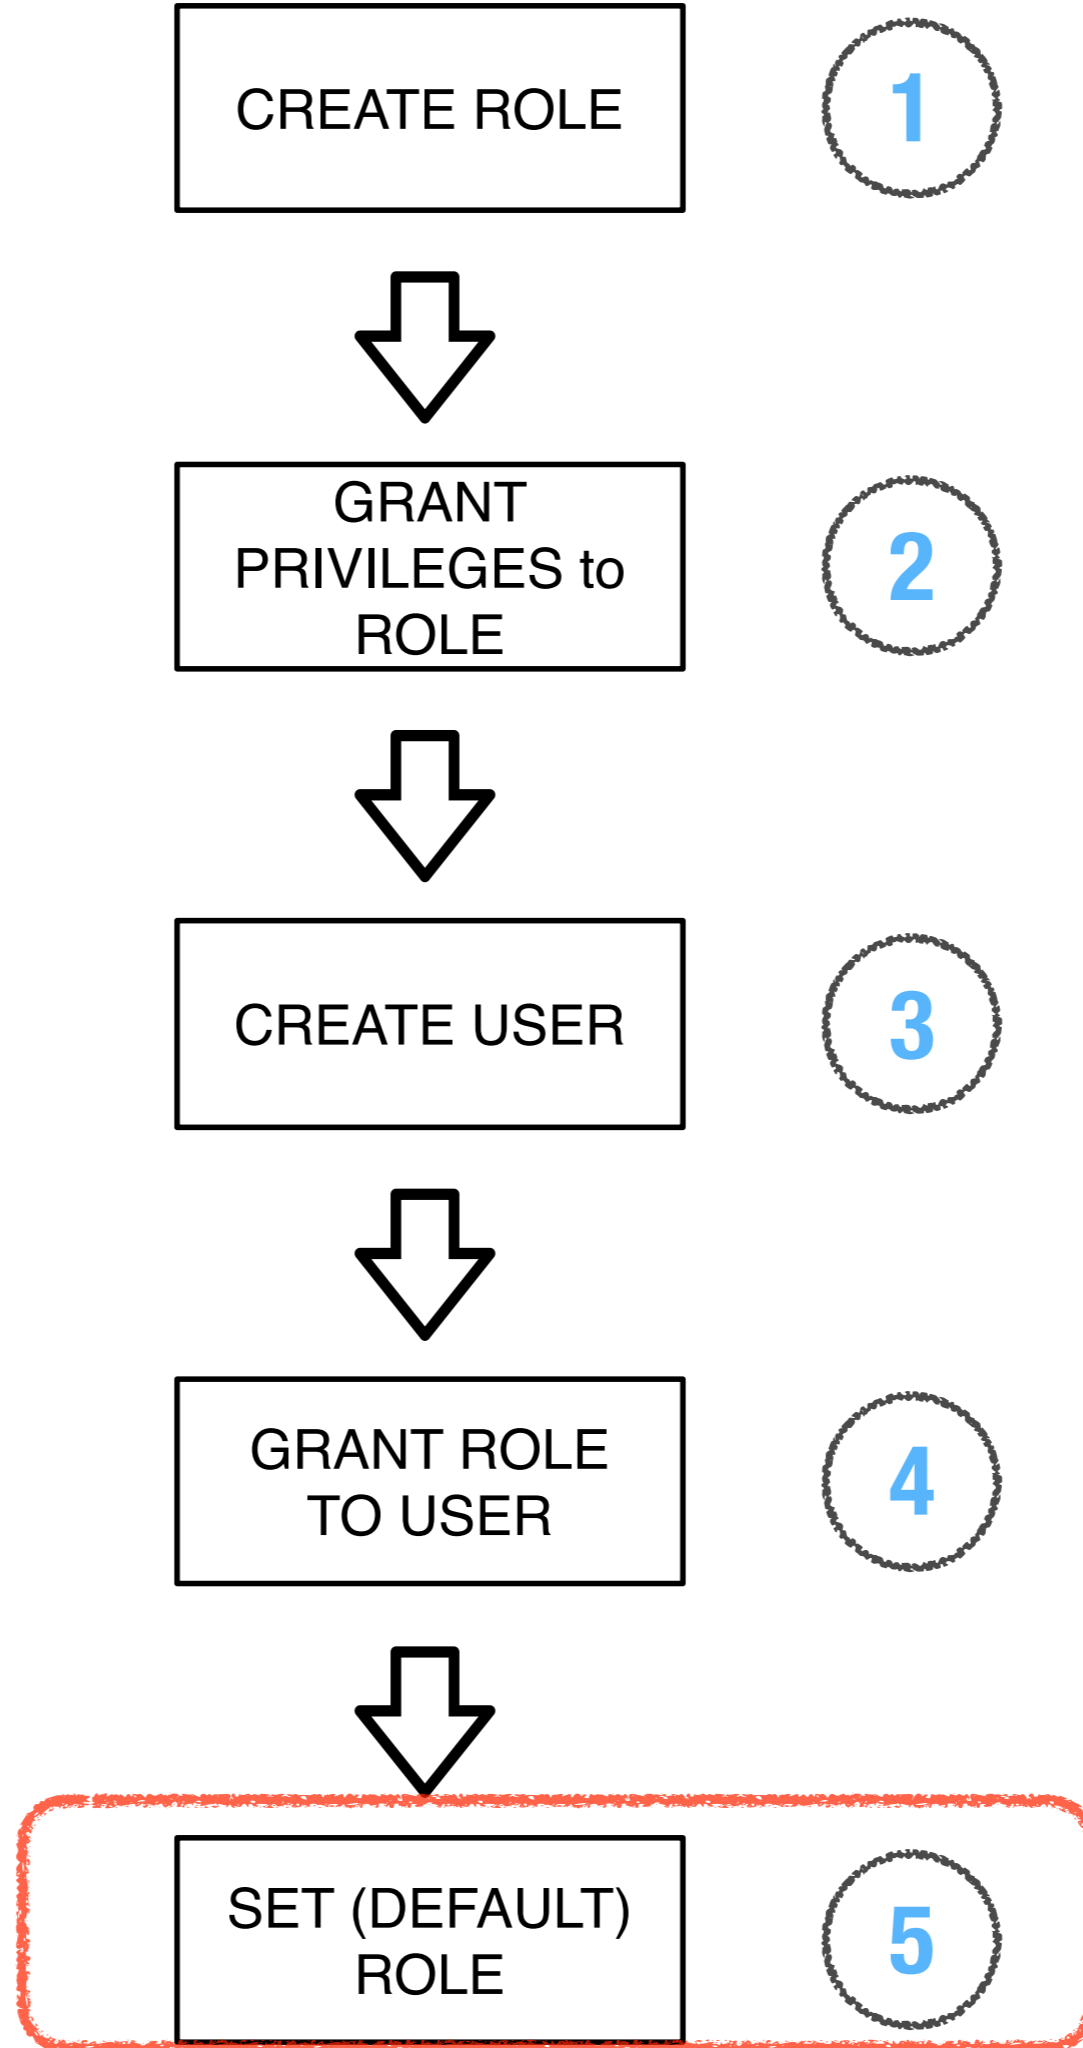 CREATE ROLE
1
GRANT
PRIVILEGES to
ROLE
2
CREATE USER
3
GRANT ROLE
TO USER
4
SET (DEFAULT)
ROLE
5